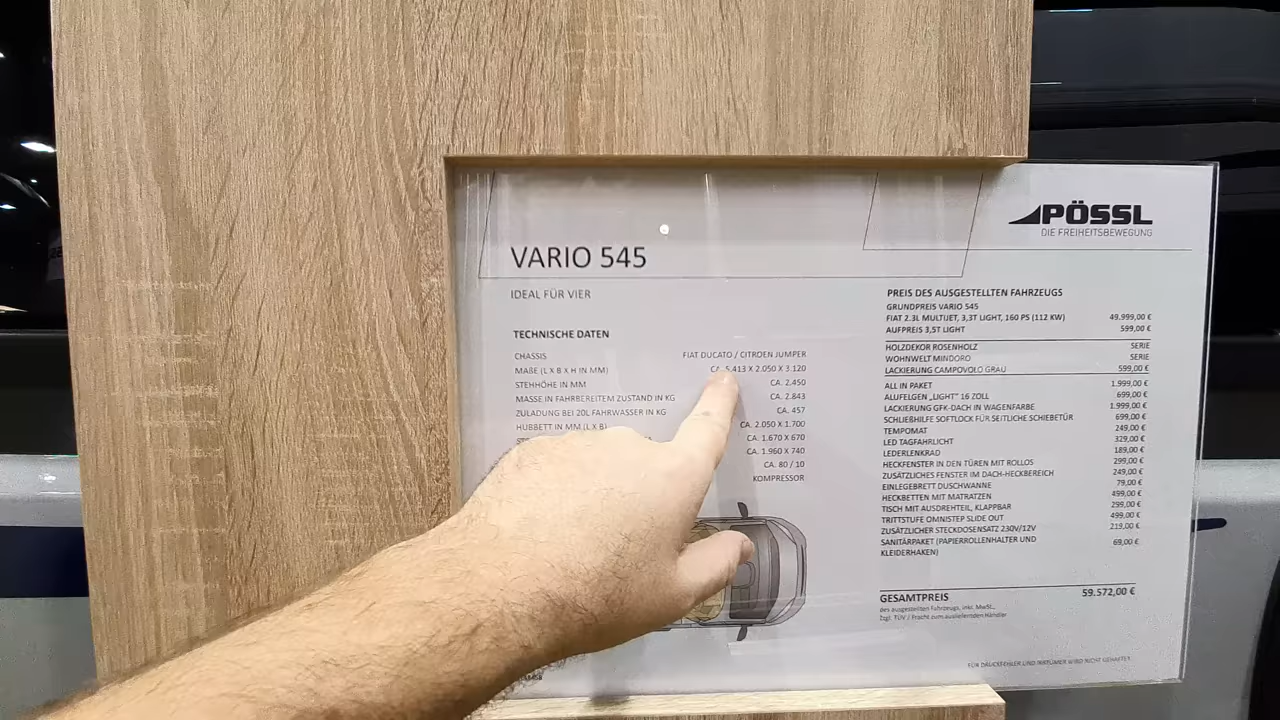 PÖSSL
DIE FREIHEITSBEWEGUNG
VARIO 545
IDEAL FÜR VIER
TECHNISCHE DATEN
CHASSIS FIAT DUCATO / CITROEN JUMPER
MAßE (L X B X H IN MM) CA. 5.413 X 2.050 X 3.120
STEHHÖHE IN MM CA. 2.450
MASSE IN FAHRBEREITEM ZUSTAND IN KG CA. 2.843
ZULADUNG BEI 20L FAHRWASSER IN KG CA. 457
HUBBETT IN MM (L X B) CA. 2.050 X 1.700
CA. 1.670 X 670
CA. 1.960 X 740
CA. 80 / 10
KOMPRESSOR
PREIS DES AUSGESTELLTEN FAHRZEUGS
GRUNDPREIS VARIO 545
FIAT 2.3L MULTIJET, 3,3T LIGHT, 160 PS (112 KW) 49.999,00 €
AUFPREIS 3,5T LIGHT 599,00 €
HOLZDEKOR ROSENHOLZ SERIE
WOHNWELT MINDORO SERIE
LACKIERUNG CAMPOVOLO GRAU 599,00 €
ALL IN PAKET 1.999,00 €
ALUFELGEN „LIGHT" 16 ZOLL 699,00 €
LACKIERUNG GFK-DACH IN WAGENFARBE 1.999,00 €
SCHLIEßHILFE SOFTLOCK FÜR SEITLICHE SCHIEBETÜR 699,00 €
TEMPOMAT 249,00 €
LED TAGFAHRLICHT 329,00 €
LEDERLENKRAD 189,00 €
HECKFENSTER IN DEN TÜREN MIT ROLLOS 299,00 €
ZUSÄTZLICHES FENSTER IM DACH-HECKBEREICH 249,00 €
EINLEGEBRETT DUSCHWANNE 79,00 €
HECKBETTEN MIT MATRATZEN 499,00 €
TISCH MIT AUSDREHTEIL, KLAPPBAR 299,00 €
TRITTSTUFE OMNISTEP SLIDE OUT 499,00 €
ZUSÄTZLICHER STECKDOSENSATZ 230V/12V 219,00 €
SANITÄRPAKET (PAPIERROLLENHALTER UND
KLEIDERHAKEN) 69,00 €
GESAMTPREIS 59.572,00 €
des ausgestellten Fahrzeugs, inkl. MwSt.,
zzgl. TÜV / Fracht zum ausliefernden Händler
FÜR DRUCKFEHLER UND IRRTÜMER WIRD NICHT GEHAFTET.